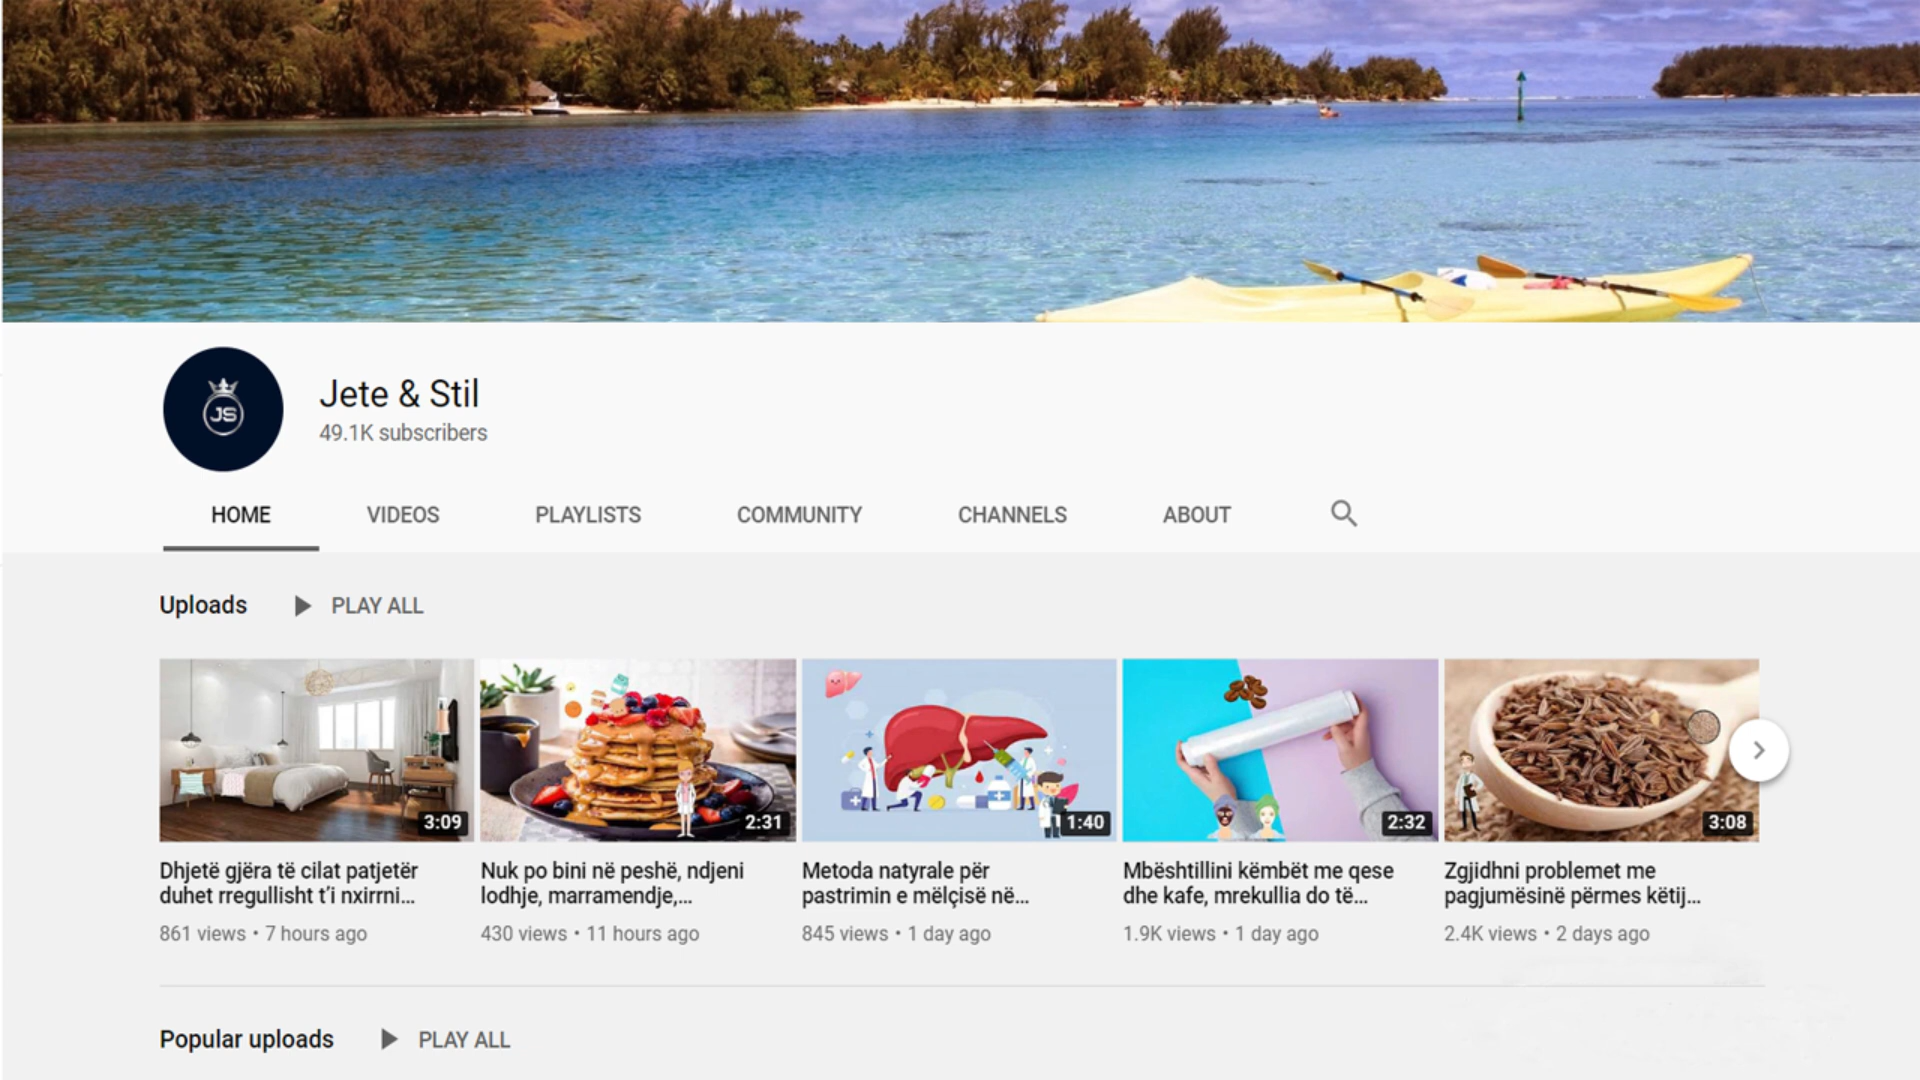 JS
Jete & Stil
49.1K subscribers
HOME VIDEOS PLAYLISTS COMMUNITY CHANNELS ABOUT
Uploads PLAY ALL
3:09
2:31
1:40
2:32
3:08
Dhjetë gjëra të cilat patjetër
duhet rregullisht t'i nxirrni...
861 views • 7 hours ago
Nuk po bini në peshë, ndjeni
lodhje, marramendje,...
430 views • 11 hours ago
Metoda natyrale për
pastrimin e mëlçisë në...
845 views • 1 day ago
Mbështillini këmbët me qese
dhe kafe, mrekullia do të...
1.9K views • 1 day ago
Zgjidhni problemet me
pagjumësinë përmes këtij...
2.4K views • 2 days ago
Popular uploads PLAY ALL